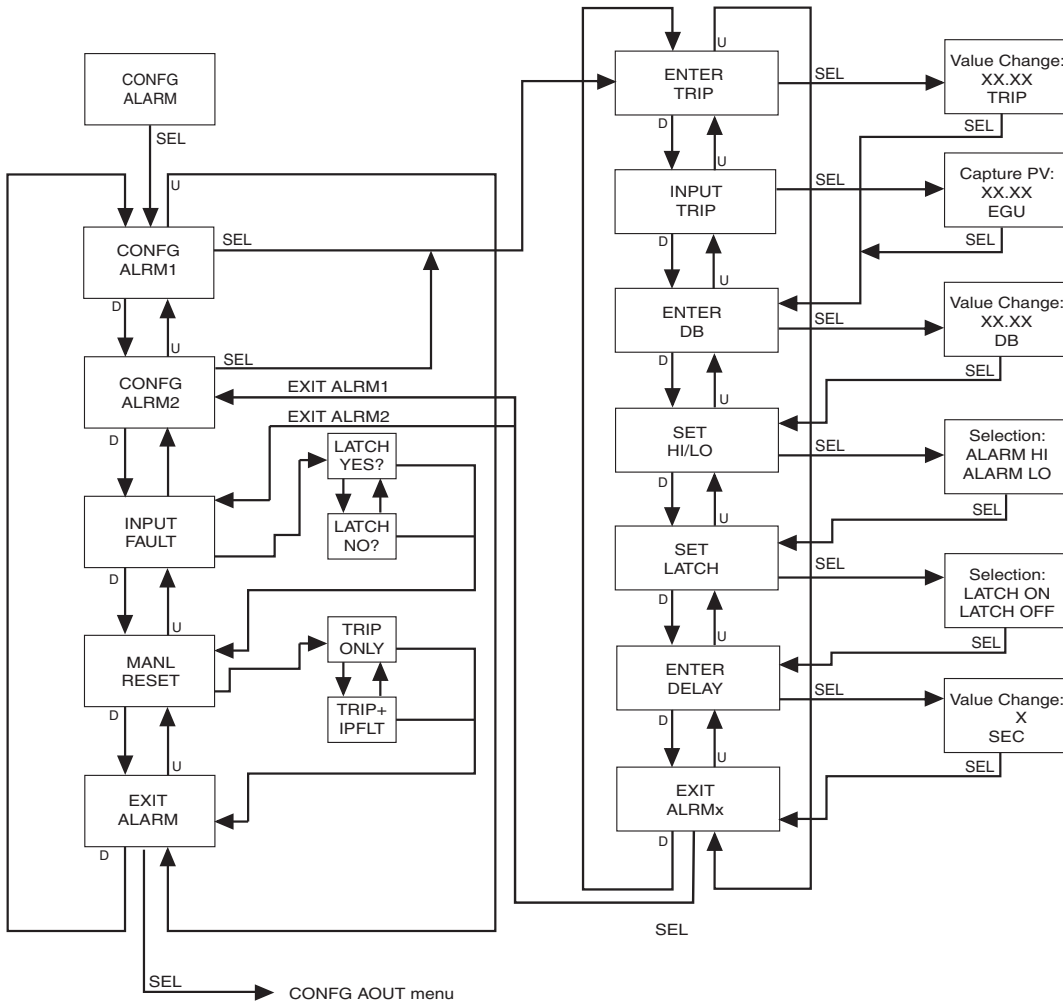 CONFG
ALARM
SEL
U
CONFG
ALRM1
SEL
D
U
CONFG
ALRM2
SEL
EXIT ALRM1
EXIT ALRM2
D
INPUT
FAULT
LATCH
YES?
LATCH
NO?
D
U
MANL
RESET
TRIP
ONLY
TRIP+
IPFLT
D
U
EXIT
ALARM
D
SEL
CONFG AOUT menu
U
ENTER
TRIP
SEL
Value Change:
XX.XX
TRIP
SEL
D
U
INPUT
TRIP
SEL
Capture PV:
XX.XX
EGU
SEL
D
U
ENTER
DB
SEL
Value Change:
XX.XX
DB
SEL
D
U
SET
HI/LO
SEL
Selection:
ALARM HI
ALARM LO
SEL
D
U
SET
LATCH
SEL
Selection:
LATCH ON
LATCH OFF
SEL
D
U
ENTER
DELAY
SEL
Value Change:
X
SEC
SEL
D
U
EXIT
ALRMx
D
SEL